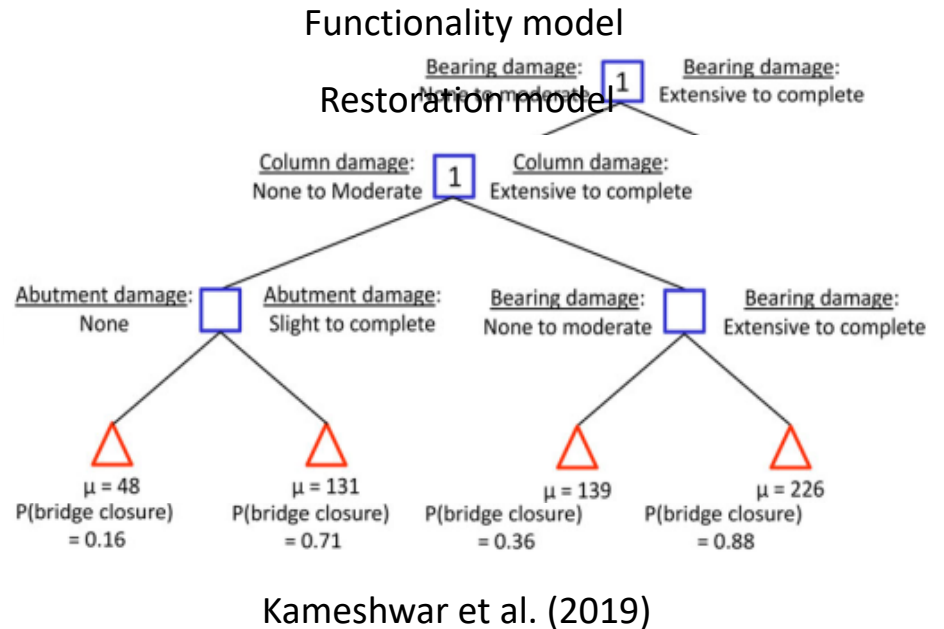 Functionality model
Bearing damage:
None to moderate
1
Bearing damage:
Extensive to complete
Restoration model
Column damage:
None to Moderate
1
Column damage:
Extensive to complete
Abutment damage:
None
Abutment damage:
Slight to complete
Bearing damage:
None to moderate
Bearing damage:
Extensive to complete
μ = 48
P(bridge closure)
= 0.16
μ = 131
P(bridge closure)
= 0.71
μ = 139
P(bridge closure)
= 0.36
μ = 226
P(bridge closure)
= 0.88
Kameshwar et al. (2019)